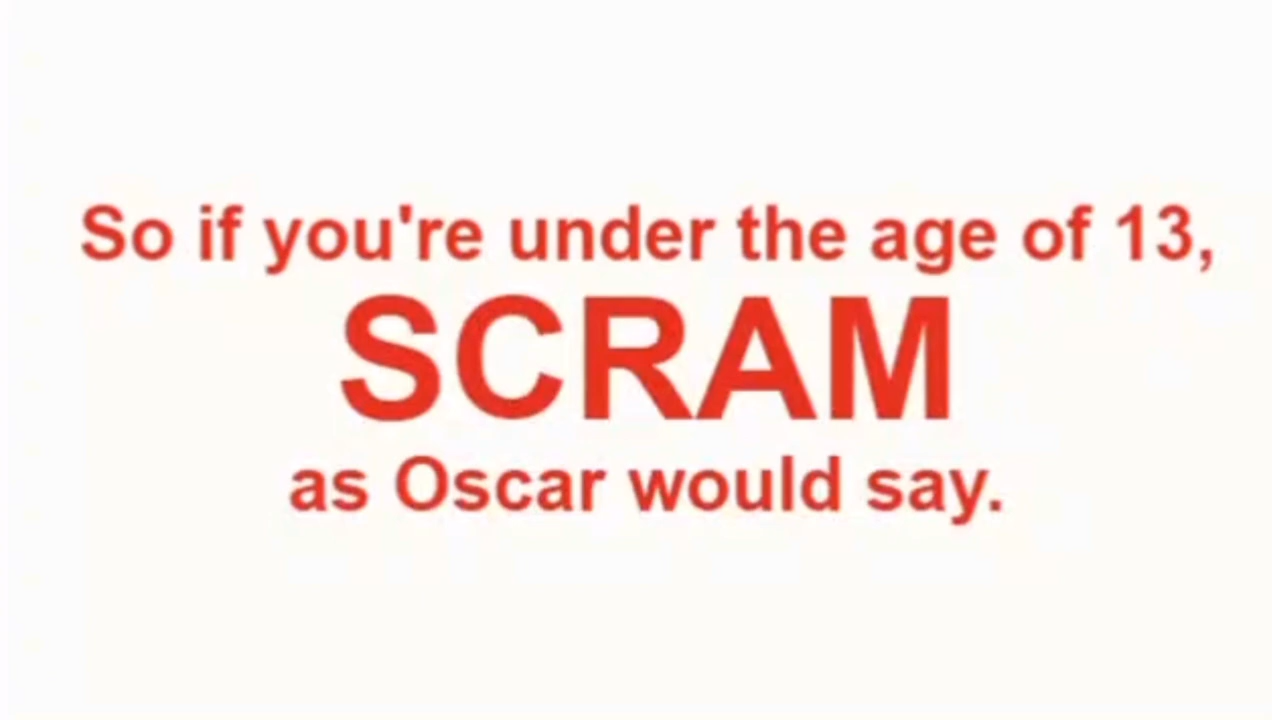 So if you're under the age of 13,
SCRAM
as Oscar would say.